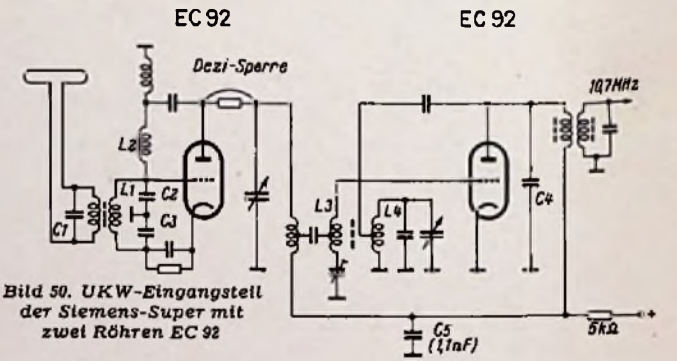 EC 92
EC 92
Dezi-Sperre
10,7MHz
L2
L1
C2
C3
C1
L3
L4
C4
Bild 50. UKW-Eingangsteil
der Siemens-Super mit
zwei Röhren EC 92
C5
(1,1nF)
5kΩ
+